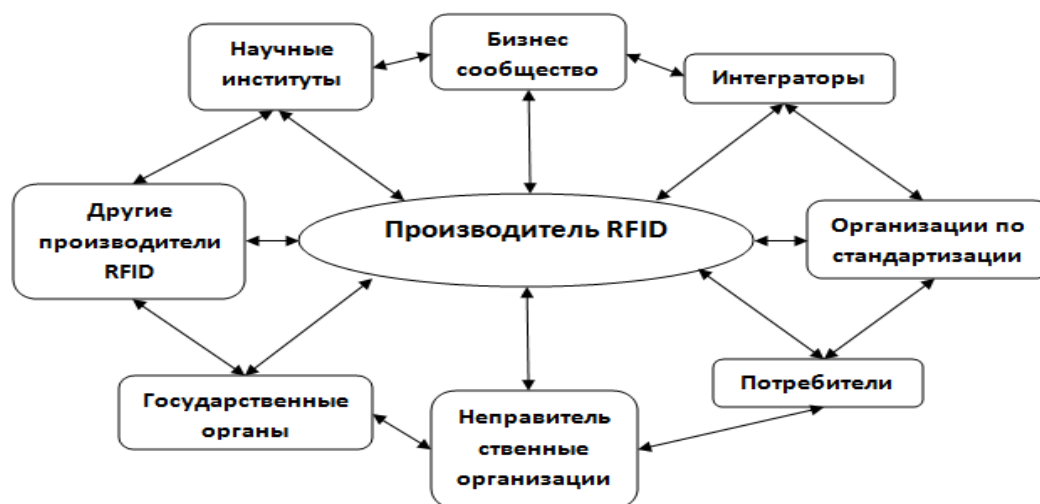 Научные
институты
Бизнес
сообщество
Интеграторы
Другие
производители
RFID
Производитель RFID
Организации по
стандартизации
Государственные
органы
Неправитель
ственные
организации
Потребители